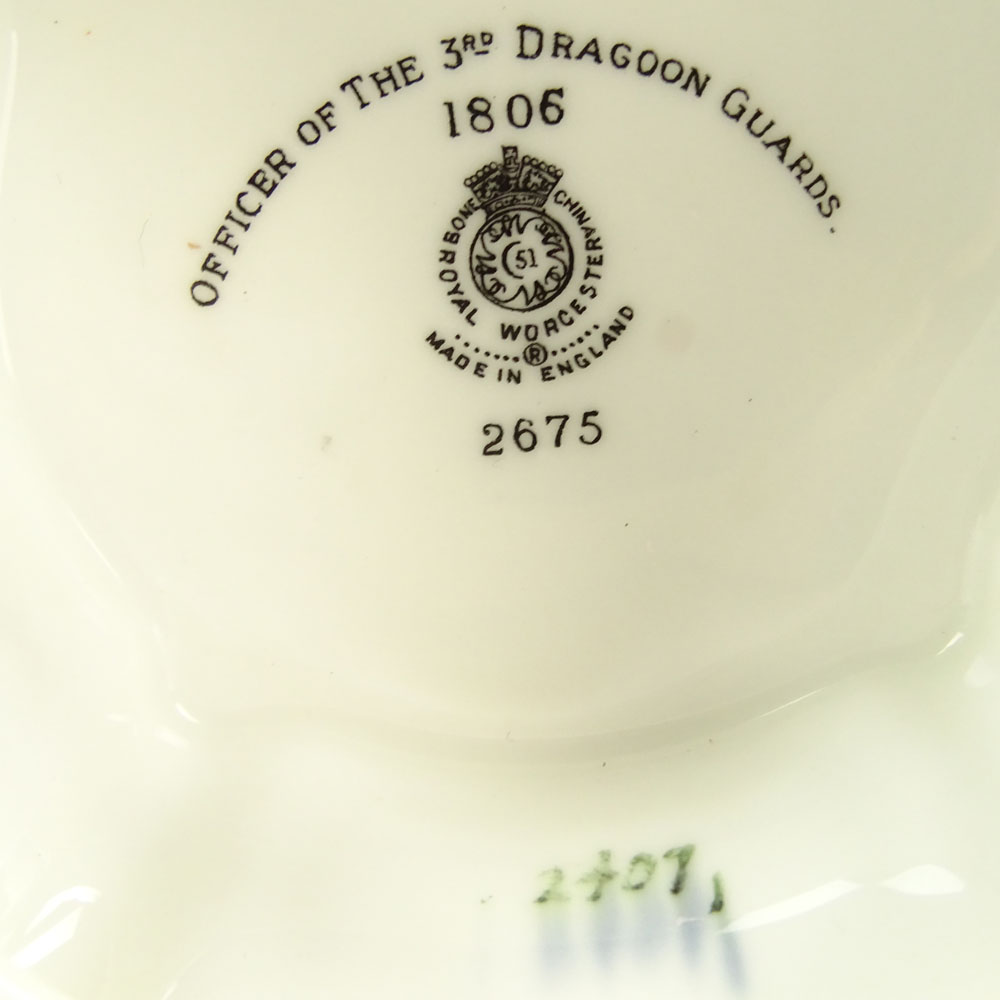 OFFICER OF THE 3RD DRAGOON GUARDS.
1806
ROYAL WORCESTER BONE CHINA
51
R
MADE IN ENGLAND
2675